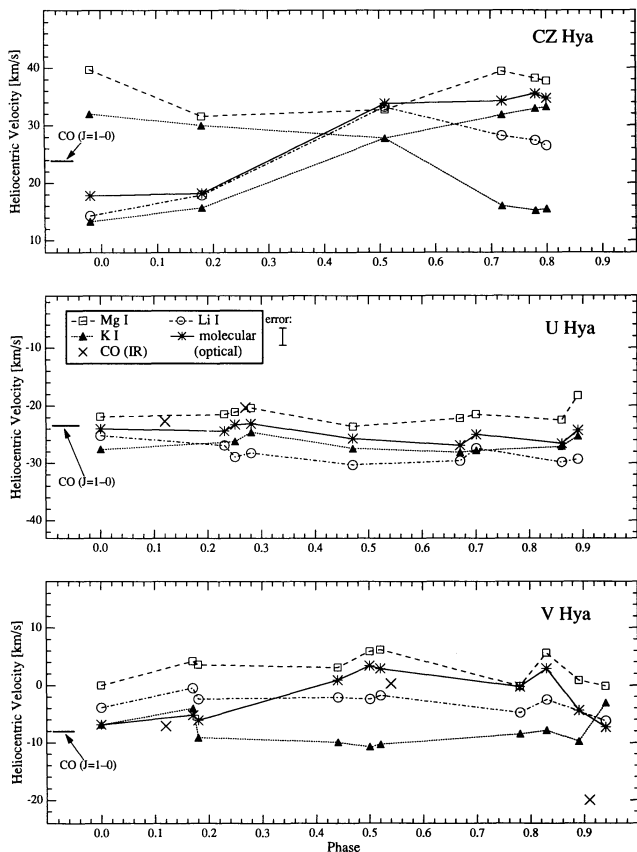 CZ Hya
Heliocentric Velocity [km/s]
40
30
20
10
CO (J=1–0)
0.0 0.1 0.2 0.3 0.4 0.5 0.6 0.7 0.8 0.9
U Hya
Heliocentric Velocity [km/s]
-10
-20
-30
-40
Mg I
Li I
error:
K I
molecular
CO (IR)
(optical)
CO (J=1–0)
0.0 0.1 0.2 0.3 0.4 0.5 0.6 0.7 0.8 0.9
V Hya
Heliocentric Velocity [km/s]
10
0
-10
-20
CO (J=1–0)
0.0 0.1 0.2 0.3 0.4 0.5 0.6 0.7 0.8 0.9
Phase